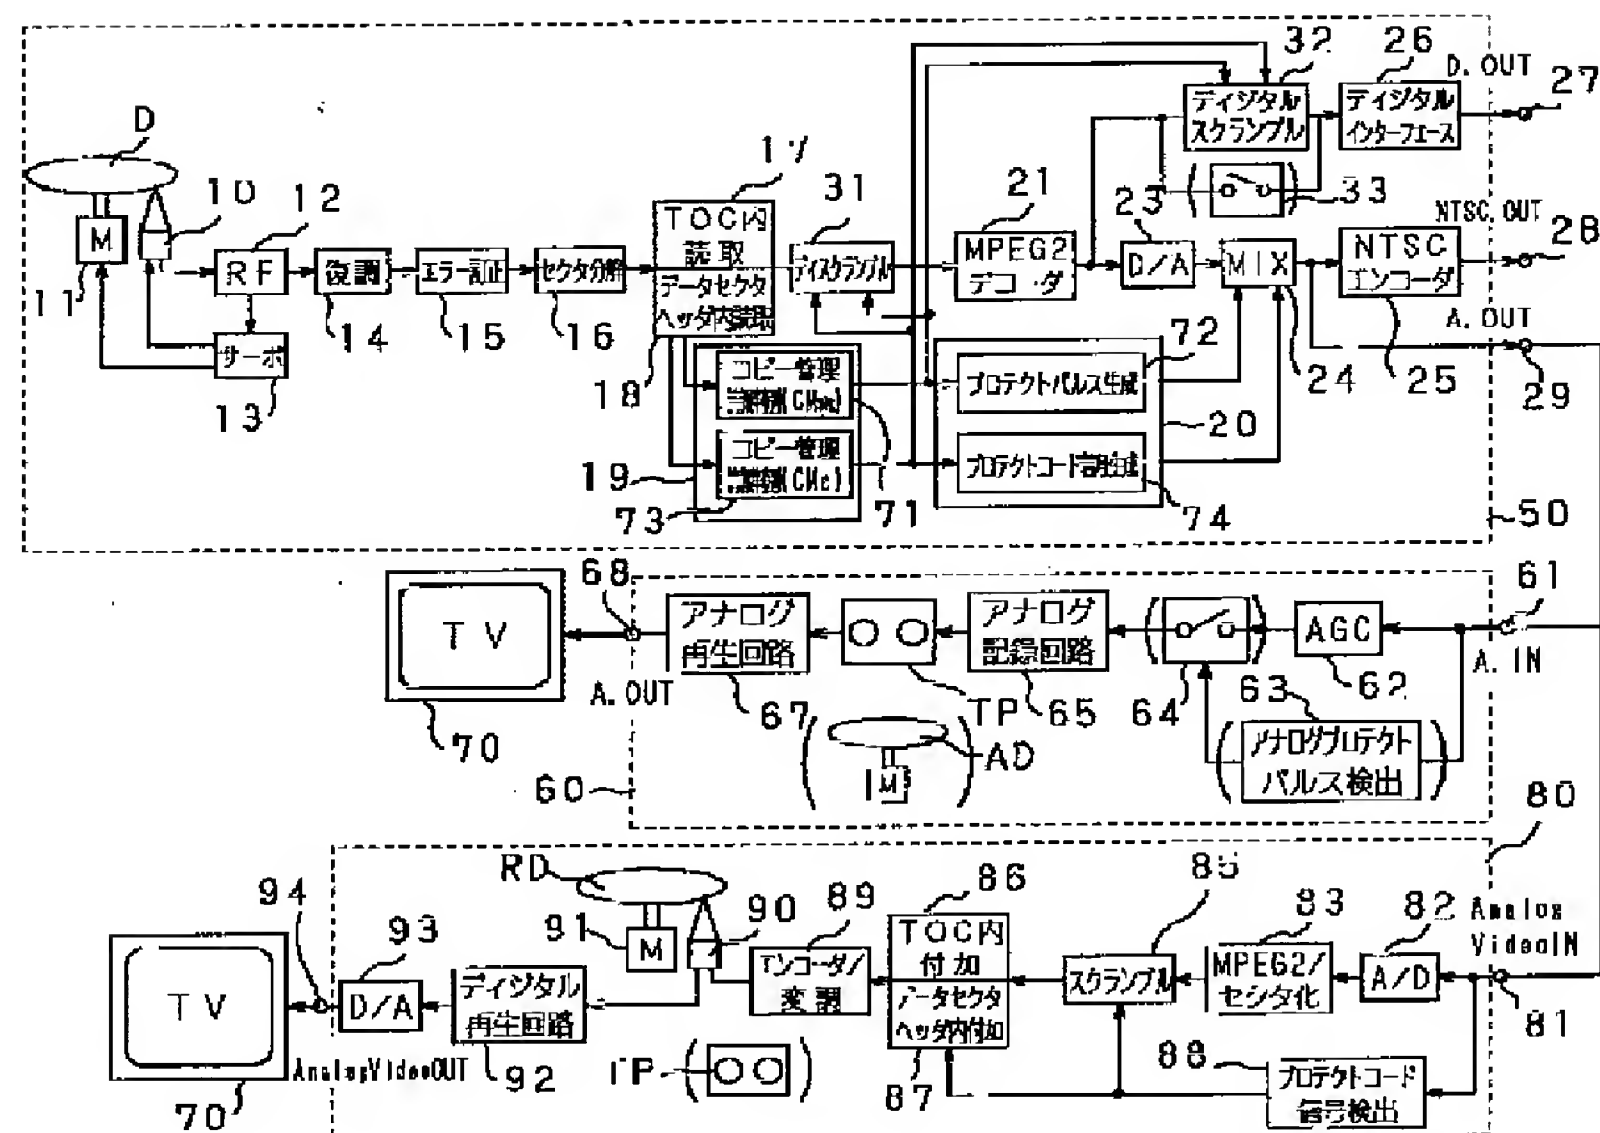 32
26
D. OUT
27
ディジタル
スクランブル
ディジタル
インターフェース
D
10
12
17
31
21
23
33
NTSC. OUT
28
M
11
RF
復調
エラー訂正
セクタ分解
TOC内
読取
データセクタ
ヘッダ内読取
ディスクランブル
MPEG2
デコーダ
D/A
MIX
NTSC
エンコーダ
14
15
16
サーボ
13
18
72
24
25
A. OUT
29
コピー管理
プロテクトパルス生成
20
コピー管理
19
73
71
74
50
68
61
TV
アナログ
再生回路
アナログ
記録回路
AGC
A. OUT
A. IN
67
TP
65
64
63
62
70
AD
M
アナログプロテクト
パルス検出
60
80
RD
86
85
94
93
91
M
90
89
83
82
Analog
VideoIN
TV
D/A
ディジタル
再生回路
エンコーダ/
変調
TOC内
付加
データセクタ
ヘッダ内付加
スクランブル
MPEG2/
セクタ化
A/D
81
AnalogVideoOUT
92
TP
87
88
プロテクトコード
信号検出
70